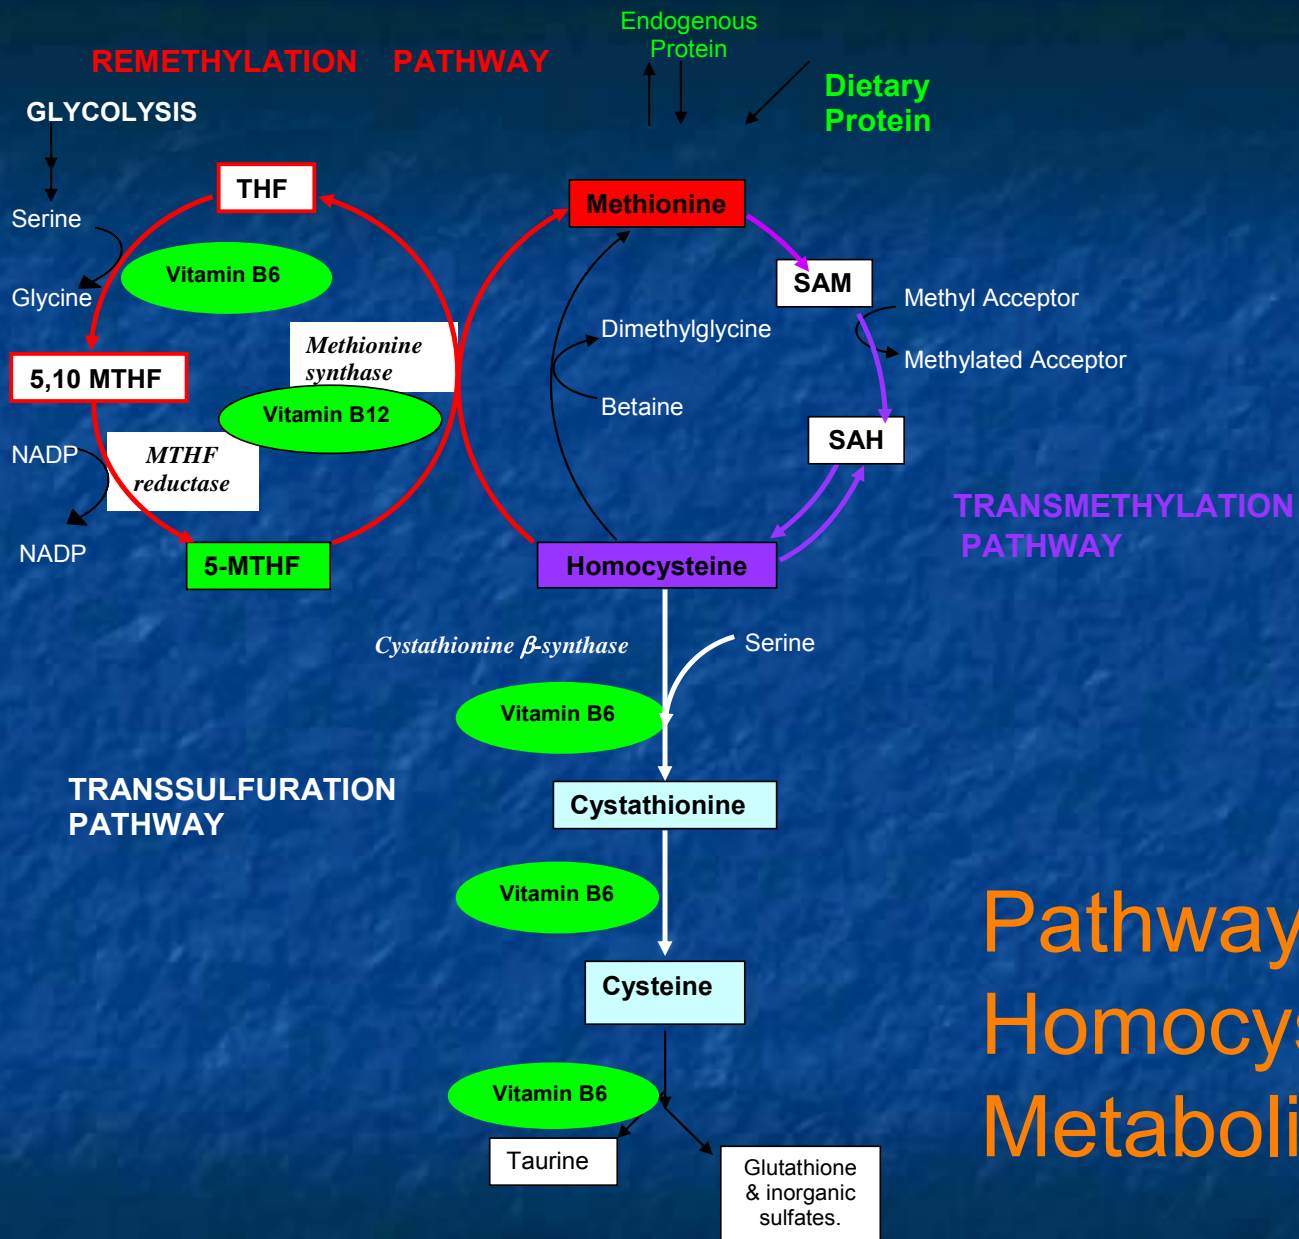 Endogenous
Protein
REMETHYLATION PATHWAY
Dietary
Protein
GLYCOLYSIS
THF
Methionine
Serine
Vitamin B6
SAM
Methyl Acceptor
Glycine
Dimethylglycine
Methionine
synthase
Methylated Acceptor
5,10 MTHF
Betaine
Vitamin B12
SAH
NADP
MTHF
reductase
TRANSMETHYLATION
PATHWAY
NADP
5-MTHF
Homocysteine
Cystathionine β-synthase
Serine
Vitamin B6
TRANSSULFURATION
PATHWAY
Cystathionine
Vitamin B6
Pathway
Homocys
Metaboli
Cysteine
Vitamin B6
Taurine
Glutathione
& inorganic
sulfates.